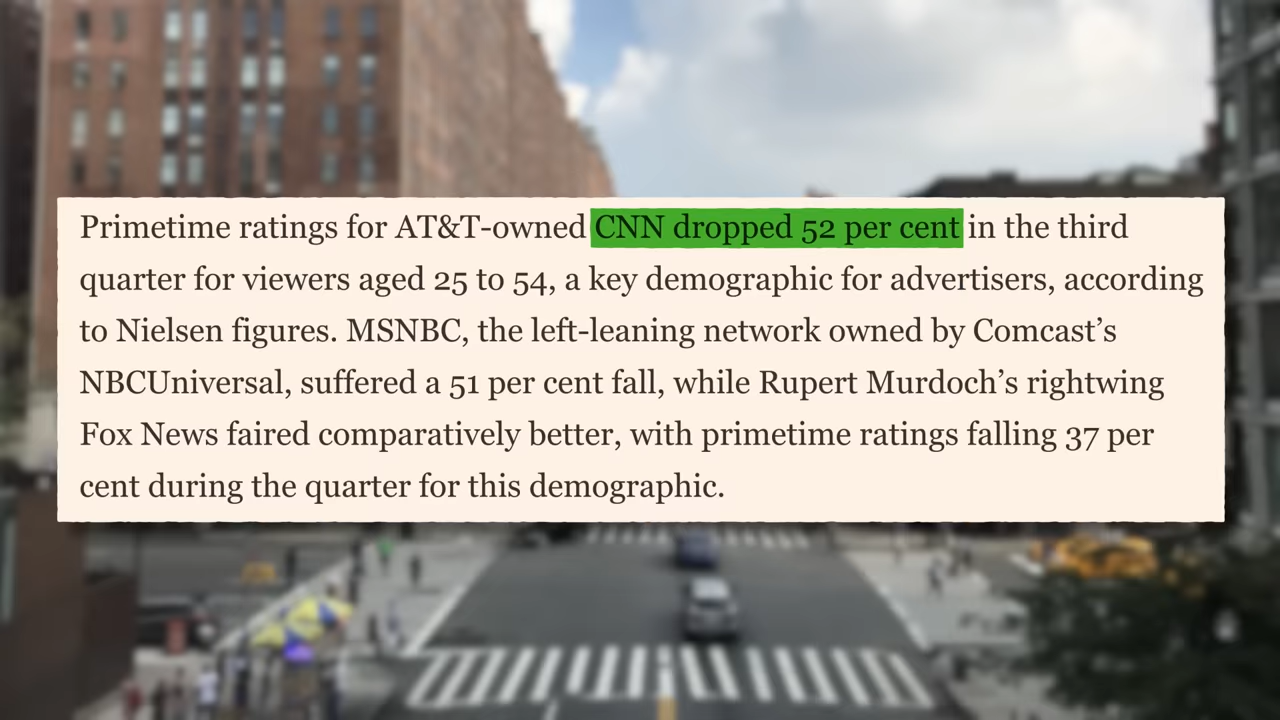 Primetime ratings for AT&T-owned CNN dropped 52 per cent in the third
quarter for viewers aged 25 to 54, a key demographic for advertisers, according
to Nielsen figures. MSNBC, the left-leaning network owned by Comcast’s
NBCUniversal, suffered a 51 per cent fall, while Rupert Murdoch’s rightwing
Fox News faired comparatively better, with primetime ratings falling 37 per
cent during the quarter for this demographic.